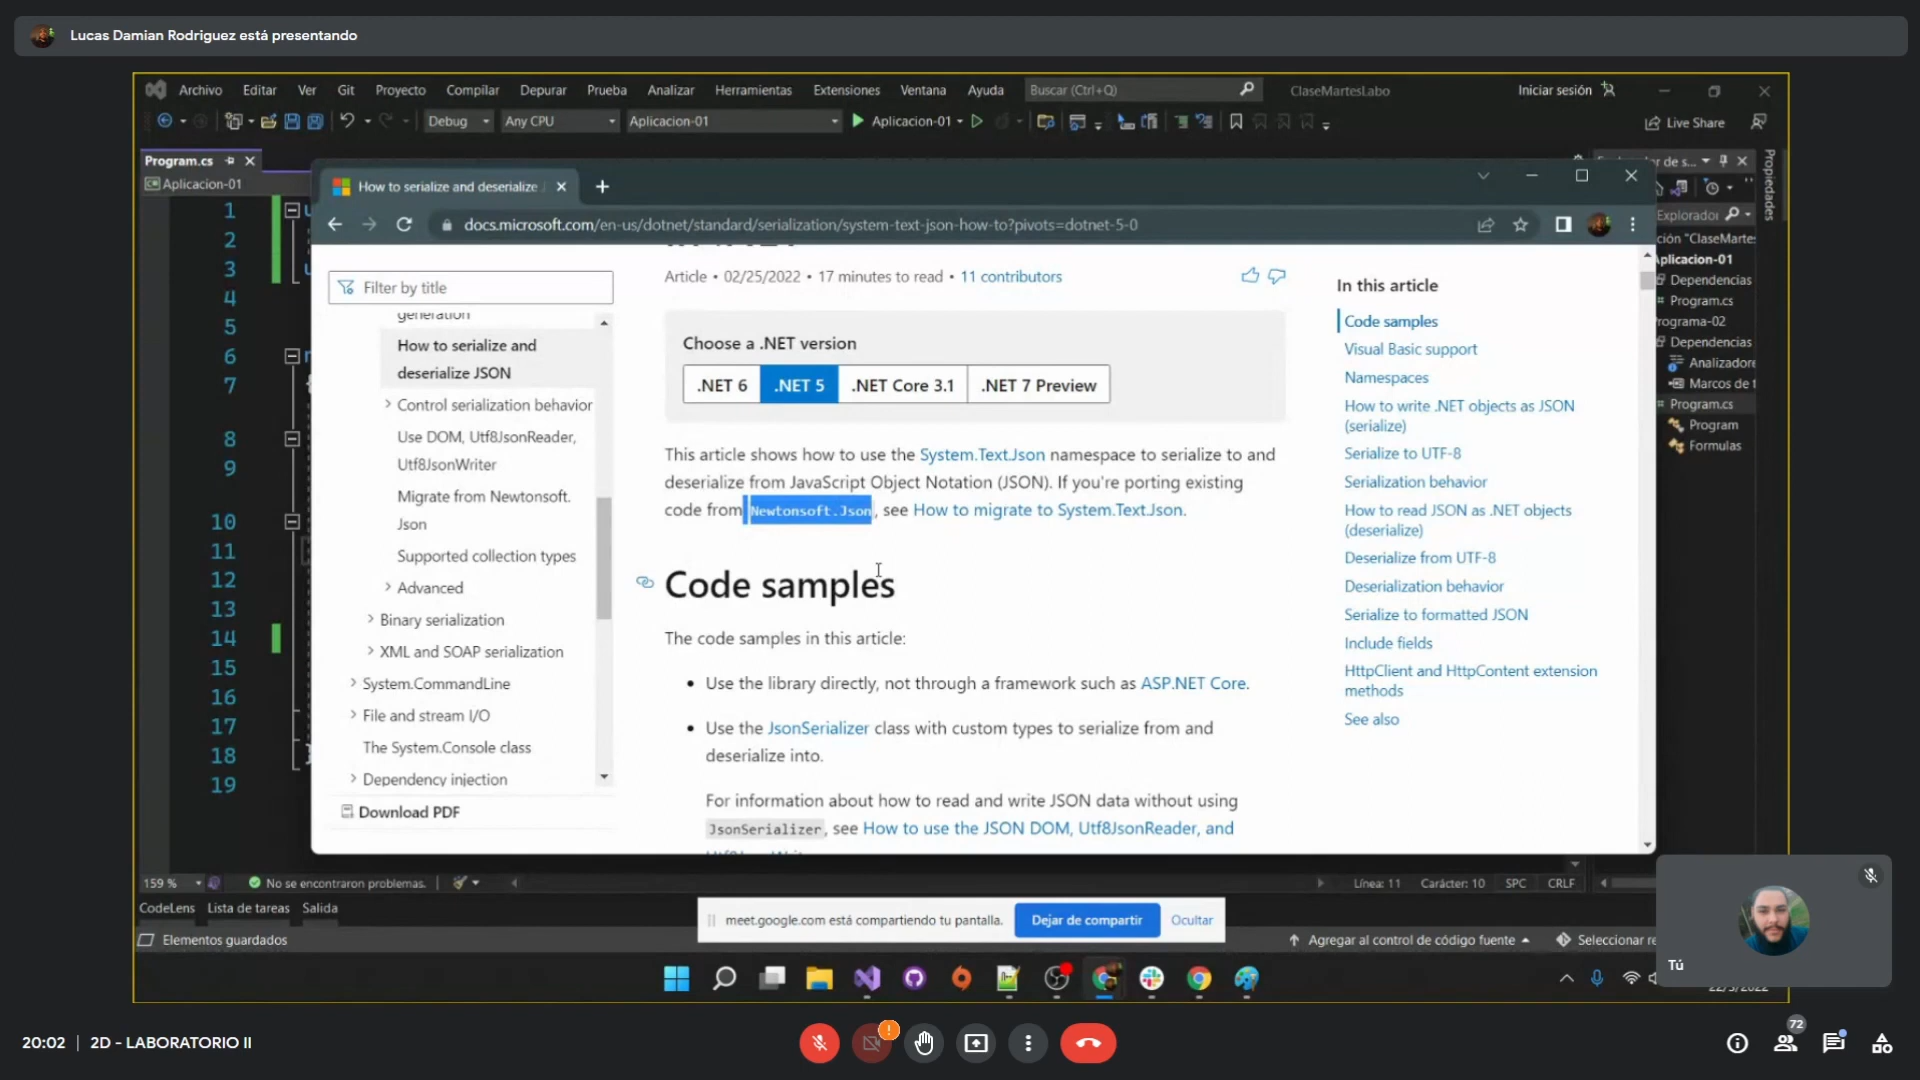 Lucas Damian Rodriguez está presentando
Archivo Editar Ver Git Proyecto Compilar Depurar Prueba Analizar Herramientas Extensiones Ventana Ayuda Buscar (Ctrl+Q) ClaseMartesLabo Iniciar sesión
Debug Any CPU Aplicacion-01 Aplicacion-01 Live Share
Program.cs
Aplicacion-01
1
2
3
4
5
6
7
8
9
10
11
12
13
14
15
16
17
18
19
How to serialize and deserialize
docs.microsoft.com/en-us/dotnet/standard/serialization/system-text-json-how-to?pivots=dotnet-5-0
Filter by title
generation
How to serialize and
deserialize JSON
Control serialization behavior
Use DOM, Utf8JsonReader,
Utf8JsonWriter
Migrate from Newtonsoft.
Json
Supported collection types
Advanced
Binary serialization
XML and SOAP serialization
System.CommandLine
File and stream I/O
The System.Console class
Dependency injection
Download PDF
Article • 02/25/2022 • 17 minutes to read • 11 contributors
Choose a .NET version
.NET 6 .NET 5 .NET Core 3.1 .NET 7 Preview
This article shows how to use the System.Text.Json namespace to serialize to and
deserialize from JavaScript Object Notation (JSON). If you're porting existing
code from Newtonsoft.Json, see How to migrate to System.Text.Json.
Code samples
The code samples in this article:
• Use the library directly, not through a framework such as ASP.NET Core.
• Use the JsonSerializer class with custom types to serialize from and
deserialize into.
For information about how to read and write JSON data without using
JsonSerializer, see How to use the JSON DOM, Utf8JsonReader, and
In this article
Code samples
Visual Basic support
Namespaces
How to write .NET objects as JSON
(serialize)
Serialize to UTF-8
Serialization behavior
How to read JSON as .NET objects
(deserialize)
Deserialize from UTF-8
Deserialization behavior
Serialize to formatted JSON
Include fields
HttpClient and HttpContent extension
methods
See also
r de s...
Propiedades
Explorador
ción "ClaseMarte
Aplicacion-01
Dependencias
Program.cs
Programa-02
Dependencias
Analizadore
Marcos de t
Program.cs
Program
Formulas
159 % No se encontraron problemas. Línea: 11 Carácter: 10 SPC CRLF
CodeLens Lista de tareas Salida
meet.google.com está compartiendo tu pantalla. Dejar de compartir Ocultar
Elementos guardados Agregar al control de código fuente Seleccionar re
Tú
20:02 | 2D - LABORATORIO II
72